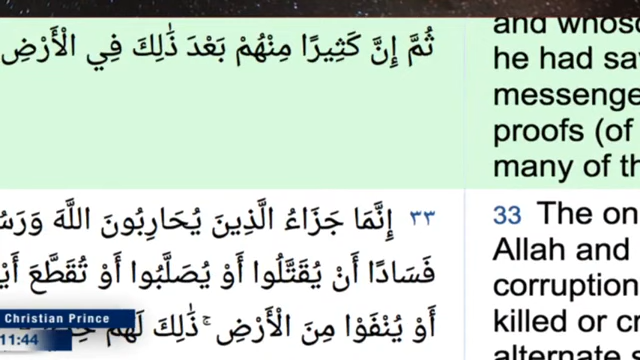 ثُمَّ إِنَّ كَثِيرًا مِنْهُمْ بَعْدَ ذَٰلِكَ فِي الْأَرْضِ
٣٣ إِنَّمَا جَزَاءُ الَّذِينَ يُحَارِبُونَ اللَّهَ
فَسَادًا أَنْ يُقَتَّلُوا أَوْ يُصَلَّبُوا أَوْ تُقَطَّعَ
أَوْ يُنْفَوْا مِنَ الْأَرْضِ ۚ ذَٰلِكَ لَهُمْ
and whoso
he had sa
messenge
proofs (of
many of th
33 The on
Allah and
corruption
killed or cr
alternate s
Christian Prince
11:44